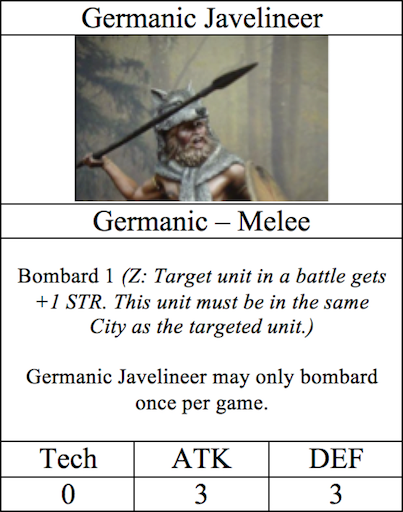 Germanic Javelineer
Germanic – Melee
Bombard 1 (Z: Target unit in a battle gets
+1 STR. This unit must be in the same
City as the targeted unit.)
Germanic Javelineer may only bombard
once per game.
Tech ATK DEF
0 3 3